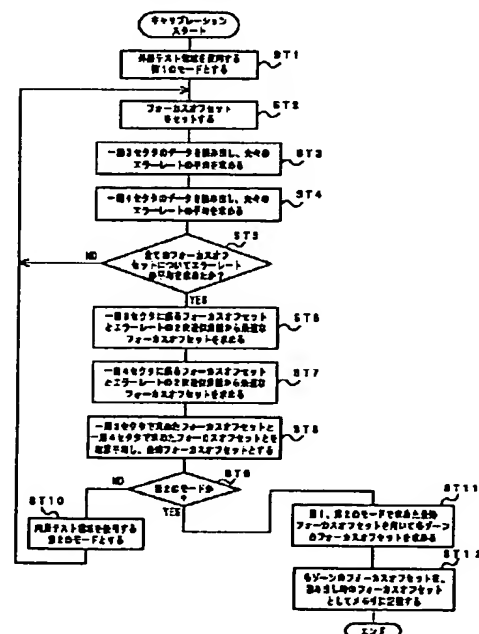 キャリブレーション
スタート
外周テスト領域を使用する
第1のモードとする
ST1
フォーカスオフセット
をセットする
ST2
一周3セクタのデータを読み出し、夫々の
エラーレートの平均を求める
ST3
一周4セクタのデータを読み出し、夫々の
エラーレートの平均を求める
ST4
全てのフォーカスオフ
セットについてエラーレート
の平均を求めたか?
ST5
NO
YES
一周3セクタに係るフォーカスオフセット
とエラーレートの2次近似曲線から最適な
フォーカスオフセットを求める
ST6
一周4セクタに係るフォーカスオフセット
とエラーレートの2次近似曲線から最適な
フォーカスオフセットを求める
ST7
一周3セクタで求めたフォーカスオフセットと
一周4セクタで求めたフォーカスオフセットとを
し、フォーカスオフセットとする
ST8
第2のモードか
?
ST9
NO
YES
ST10
内周テスト領域を使用する
第2のモードとする
ST11
第1、第2のモードで求めた
フォーカスオフセットを用いて各ゾーン
のフォーカスオフセットを求める
ST12
各ゾーンのフォーカスオフセットを、
フォーカスオフセット
としてメモリに記憶する
エンド